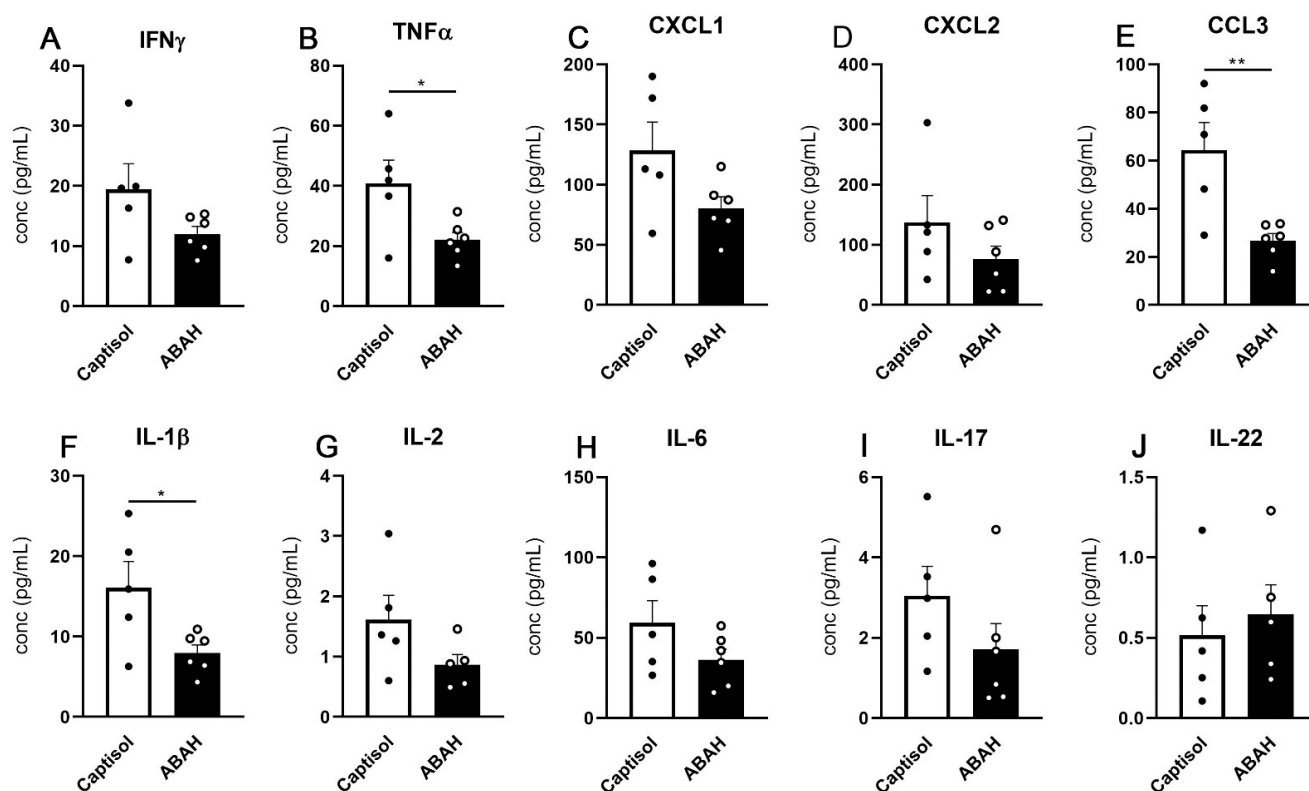 A IFNγ
conc (pg/mL)
40
30
20
10
0
Captisol ABAH
B TNFα
conc (pg/mL)
80
60
40
20
0
*
Captisol ABAH
C CXCL1
conc (pg/mL)
200
150
100
50
0
Captisol ABAH
D CXCL2
conc (pg/mL)
400
300
200
100
0
Captisol ABAH
E CCL3
conc (pg/mL)
100
80
60
40
20
0
**
Captisol ABAH
F IL-1β
conc (pg/mL)
30
20
10
0
*
Captisol ABAH
G IL-2
conc (pg/mL)
4
3
2
1
0
Captisol ABAH
H IL-6
conc (pg/mL)
150
100
50
0
Captisol ABAH
I IL-17
conc (pg/mL)
6
4
2
0
Captisol ABAH
J IL-22
conc (pg/mL)
1.5
1.0
0.5
0.0
Captisol ABAH